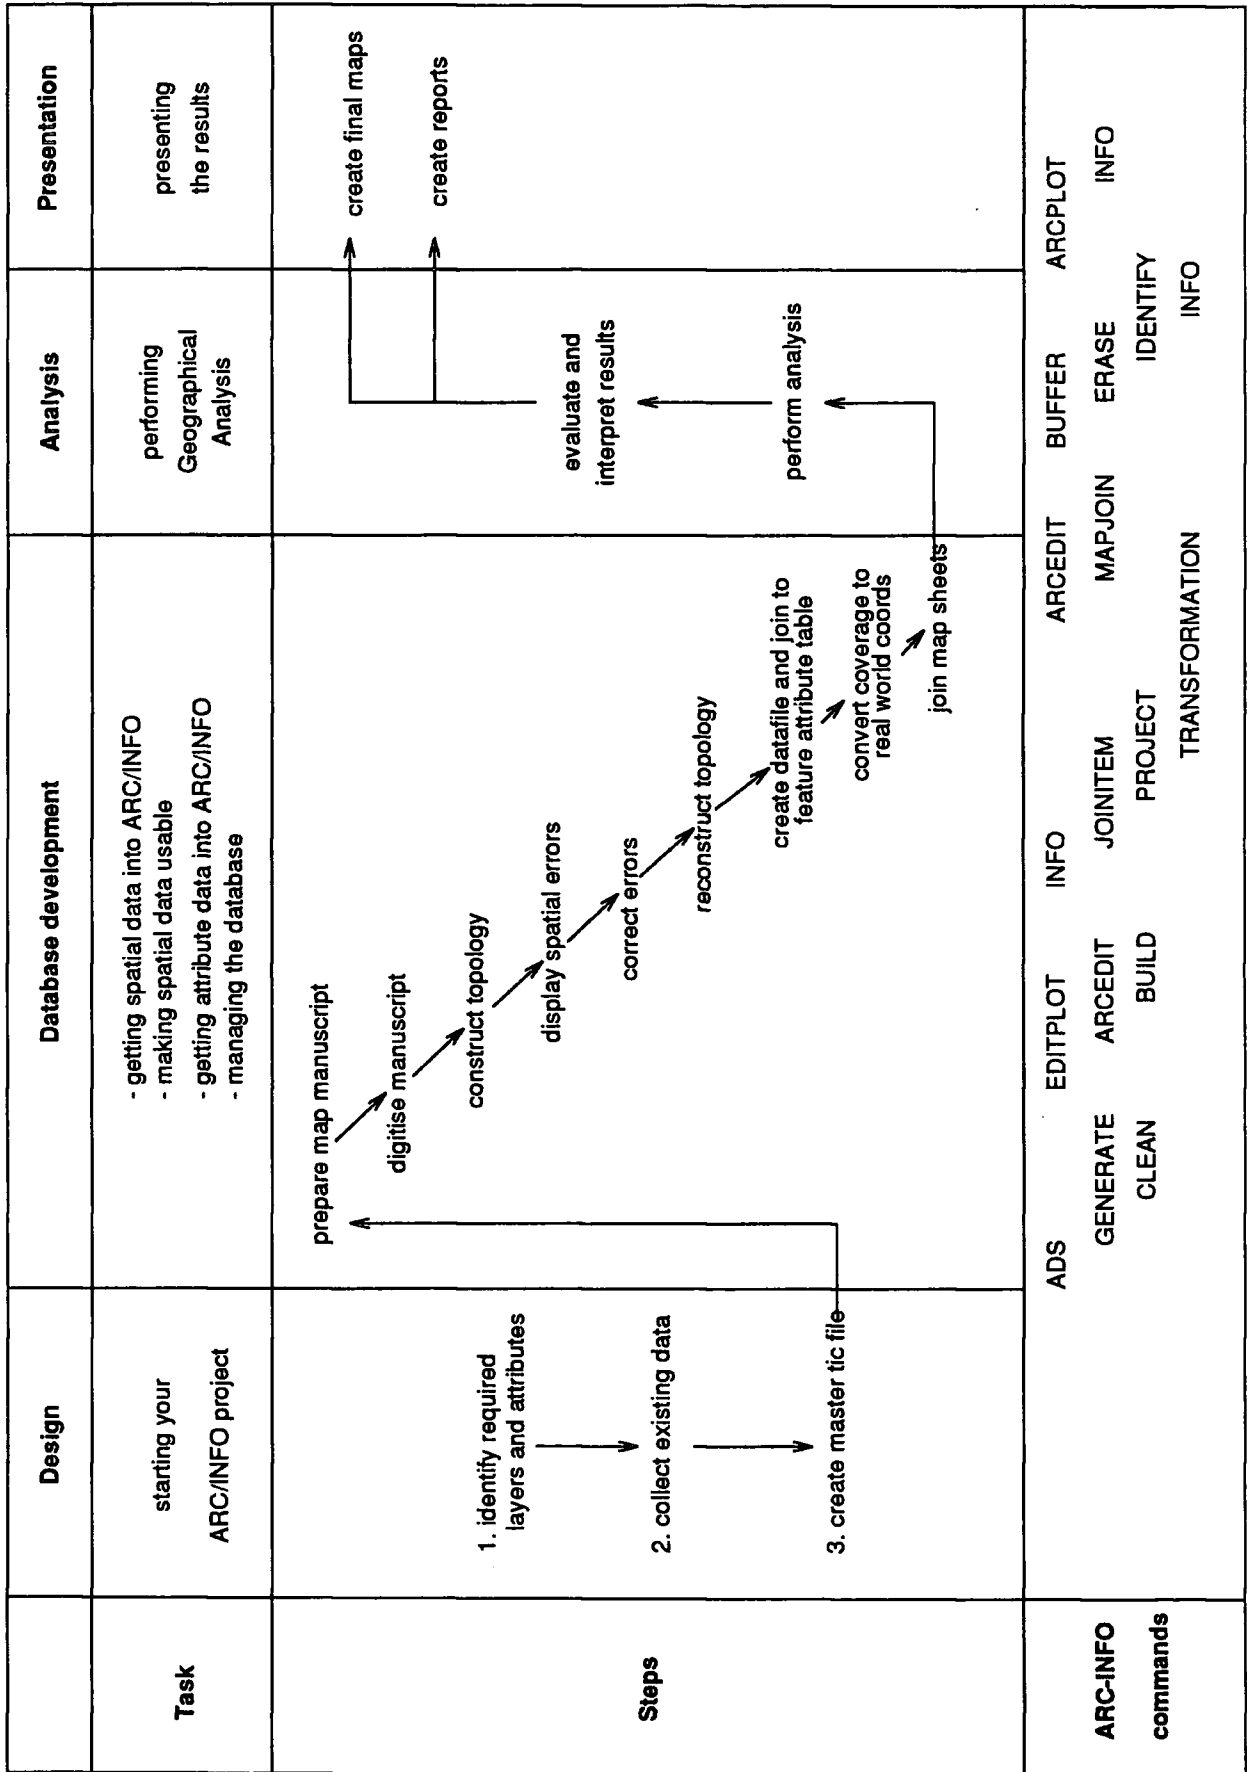 Design
Database development
Analysis
Presentation
Task
starting your
ARC/INFO project
- getting spatial data into ARC/INFO
- making spatial data usable
- getting attribute data into ARC/INFO
- managing the database
performing
Geographical
Analysis
presenting
the results
Steps
1. identify required
layers and attributes
2. collect existing data
3. create master tic file
prepare map manuscript
digitise manuscript
construct topology
display spatial errors
correct errors
reconstruct topology
create datafile and join to
feature attribute table
convert coverage to
real world coords
join map sheets
perform analysis
evaluate and
interpret results
create final maps
create reports
ARC-INFO
commands
ADS EDITPLOT INFO ARCEDIT BUFFER ARCPLOT
GENERATE ARCEDIT JOINITEM MAPJOIN ERASE INFO
CLEAN BUILD PROJECT IDENTIFY
TRANSFORMATION INFO